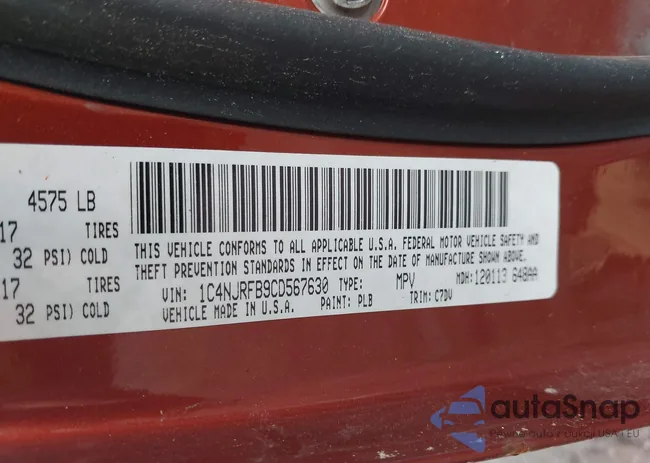 4575 LB
17 TIRES
32 PSI) COLD
17 TIRES
32 PSI) COLD
THIS VEHICLE CONFORMS TO ALL APPLICABLE U.S.A. FEDERAL MOTOR VEHICLE SAFETY AND
THEFT PREVENTION STANDARDS IN EFFECT ON THE DATE OF MANUFACTURE SHOWN ABOVE.
VIN: 1C4NJRFB9CD567630 TYPE: MPV MDH: 120113 648AA
VEHICLE MADE IN U.S.A. PAINT: PLB TRIM: C7DV
autoSnap